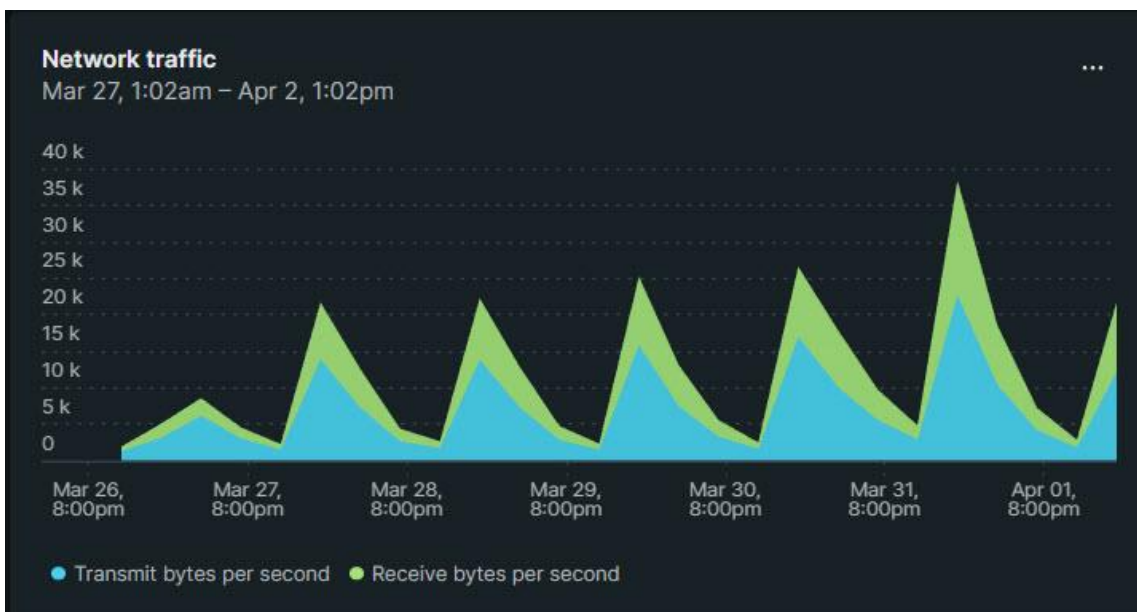 Network traffic
...
Mar 27, 1:02am – Apr 2, 1:02pm
40 k
35 k
30 k
25 k
20 k
15 k
10 k
5 k
0
Mar 26, Mar 27, Mar 28, Mar 29, Mar 30, Mar 31, Apr 01,
8:00pm 8:00pm 8:00pm 8:00pm 8:00pm 8:00pm 8:00pm
Transmit bytes per second Receive bytes per second